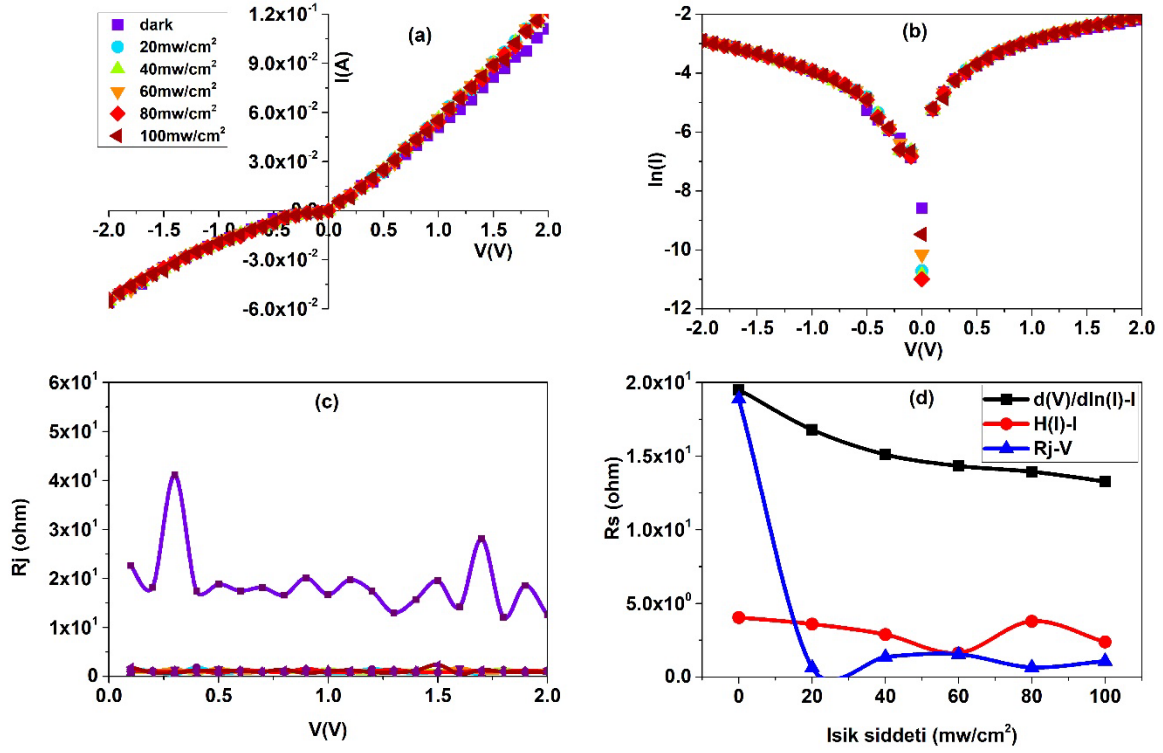 dark
20mw/cm²
40mw/cm²
60mw/cm²
80mw/cm²
100mw/cm²
(a)
I(A)
1.2x10⁻¹
9.0x10⁻²
6.0x10⁻²
3.0x10⁻²
0.0
-3.0x10⁻²
-6.0x10⁻²
-2.0 -1.5 -1.0 -0.5 0.0 0.5 1.0 1.5 2.0
V(V)
(b)
ln(I)
-2
-4
-6
-8
-10
-12
-2.0 -1.5 -1.0 -0.5 0.0 0.5 1.0 1.5 2.0
V(V)
(c)
Rj (ohm)
6x10¹
5x10¹
4x10¹
3x10¹
2x10¹
1x10¹
0
0.0 0.5 1.0 1.5 2.0
V(V)
(d)
d(V)/dln(I)-I
H(I)-I
Rj-V
Rs (ohm)
2.0x10¹
1.5x10¹
1.0x10¹
5.0x10⁰
0.0
0 20 40 60 80 100
Isik siddeti (mw/cm²)